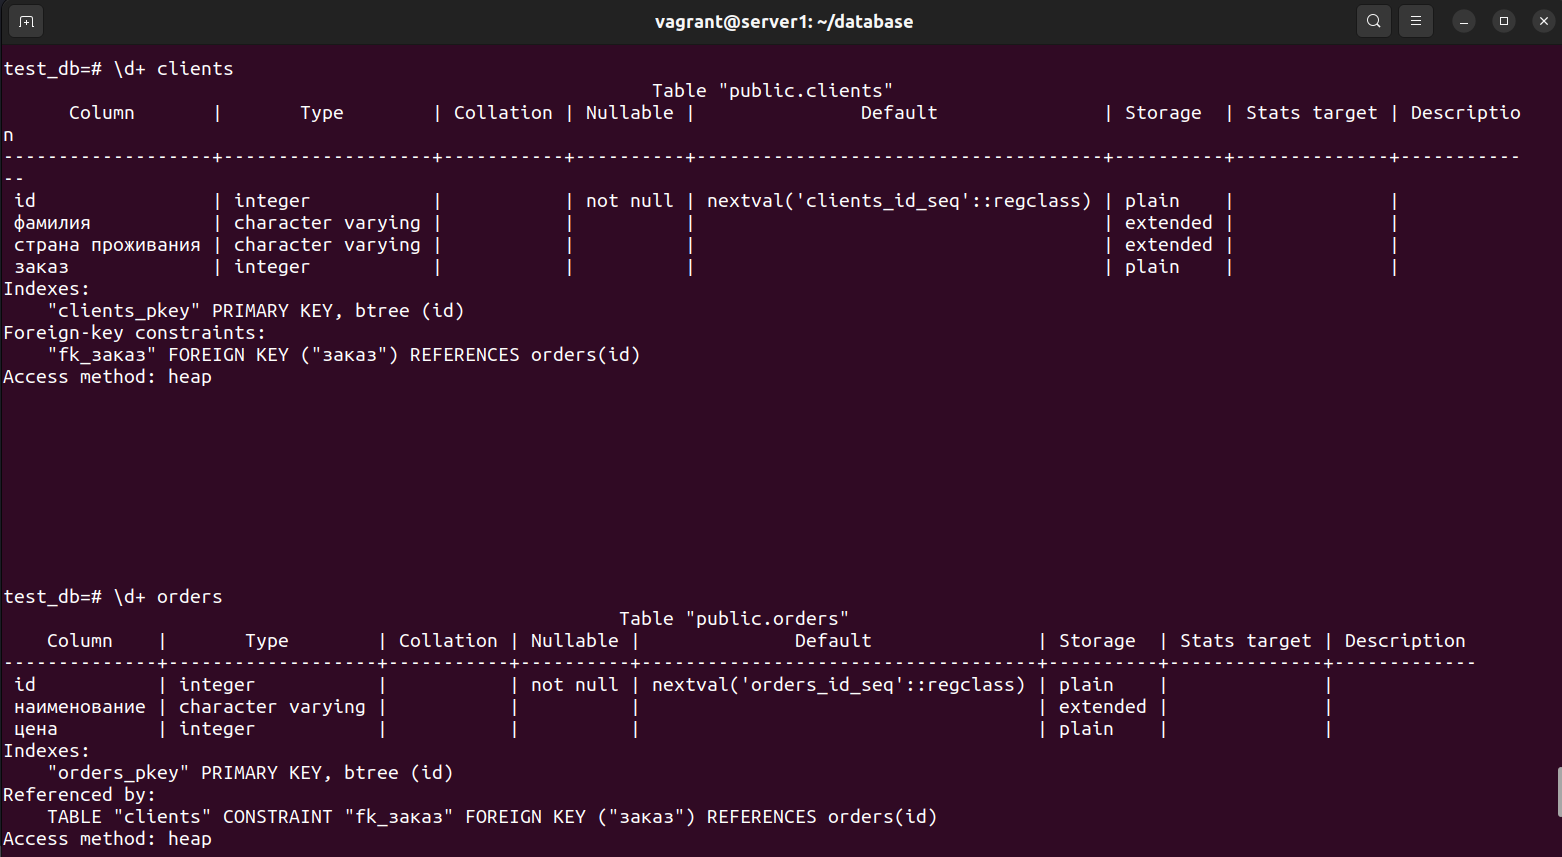 vagrant@server1: ~/database
test_db=# \d+ clients
Table "public.clients"
Column | Type | Collation | Nullable | Default | Storage | Stats target | Descriptio
n
-------------------+-------------------+-----------+----------+-------------------------------------+----------+--------------+-----------
--
id | integer | | not null | nextval('clients_id_seq'::regclass) | plain | |
фамилия | character varying | | | | extended | |
страна проживания | character varying | | | | extended | |
заказ | integer | | | | plain | |
Indexes:
"clients_pkey" PRIMARY KEY, btree (id)
Foreign-key constraints:
"fk_заказ" FOREIGN KEY ("заказ") REFERENCES orders(id)
Access method: heap
test_db=# \d+ orders
Table "public.orders"
Column | Type | Collation | Nullable | Default | Storage | Stats target | Description
--------------+-------------------+-----------+----------+------------------------------------+----------+--------------+-------------
id | integer | | not null | nextval('orders_id_seq'::regclass) | plain | |
наименование | character varying | | | | extended | |
цена | integer | | | | plain | |
Indexes:
"orders_pkey" PRIMARY KEY, btree (id)
Referenced by:
TABLE "clients" CONSTRAINT "fk_заказ" FOREIGN KEY ("заказ") REFERENCES orders(id)
Access method: heap